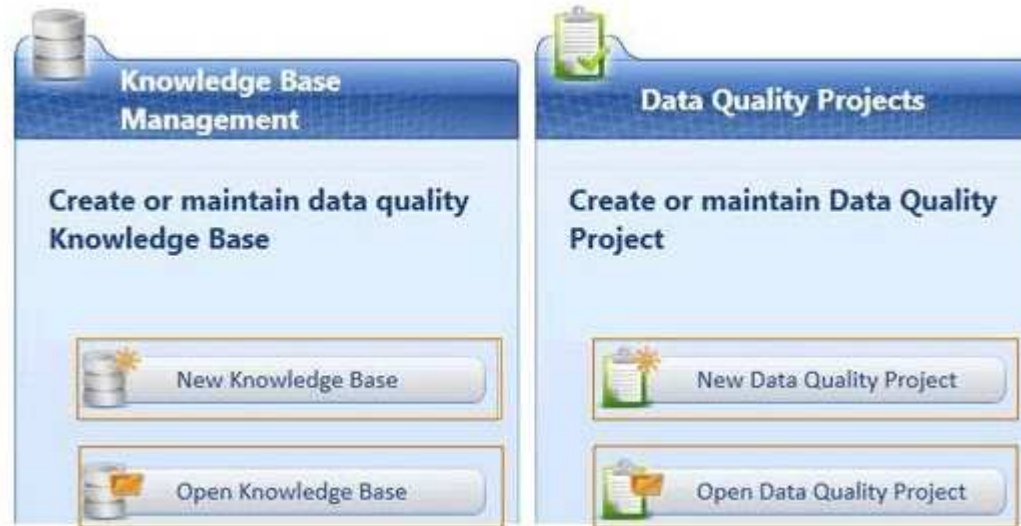 Knowledge Base
Management
Create or maintain data quality
Knowledge Base
New Knowledge Base
Open Knowledge Base
Data Quality Projects
Create or maintain Data Quality
Project
New Data Quality Project
Open Data Quality Project